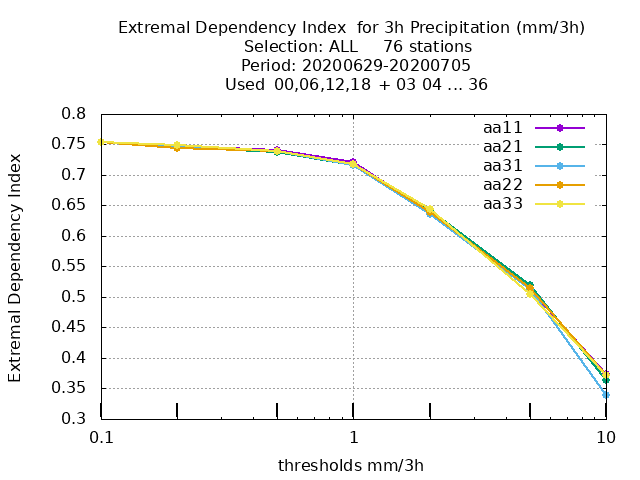 Extremal Dependency Index  for 3h Precipitation (mm/3h)
Selection: ALL     76 stations
Period: 20200629-20200705
Used  00,06,12,18 + 03 04 ... 36
aa11
aa21
aa31
aa22
aa33
0.8
0.75
0.7
0.65
0.6
0.55
0.5
0.45
0.4
0.35
0.3
Extremal Dependency Index
0.1
1
10
thresholds mm/3h